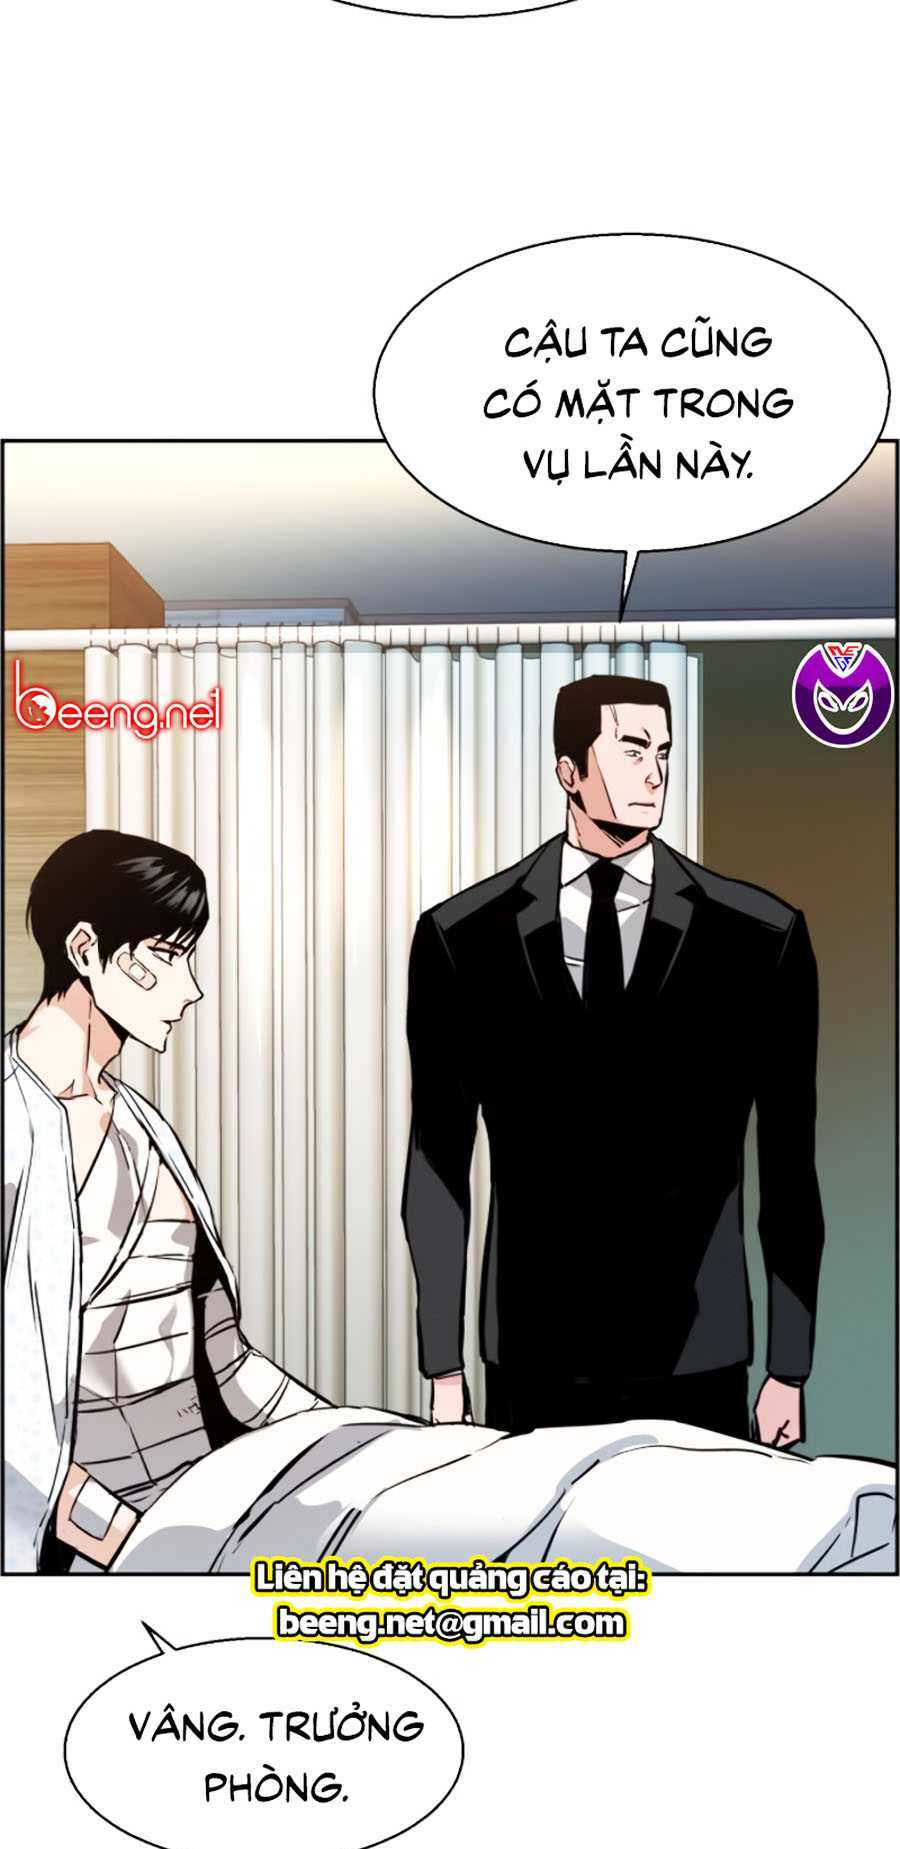 CẬU TA CŨNG
CÓ MẶT TRONG
VỤ LẦN NÀY.
beeng.net
Liên hệ đặt quảng cáo tại:
beeng.net@gmail.com
VÂNG. TRƯỞNG
PHÒNG.